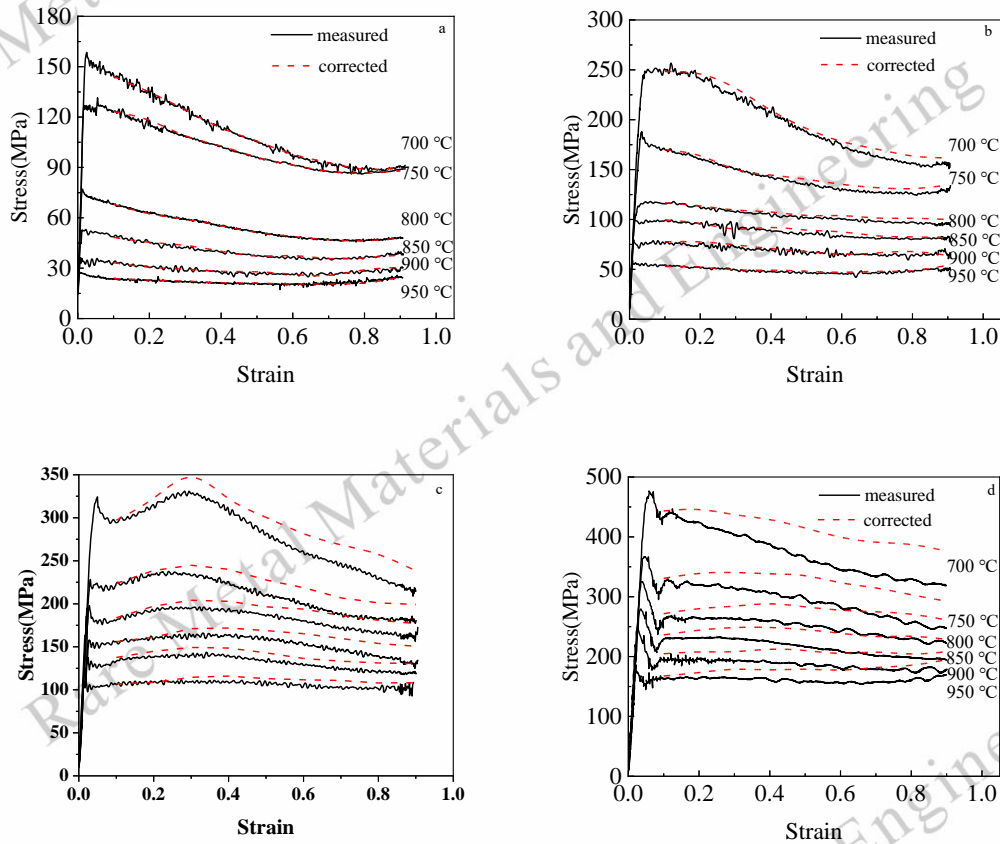 a
measured
corrected
180
150
120
90
60
30
0
0.0 0.2 0.4 0.6 0.8 1.0
Stress(MPa)
Strain
700 ℃
750 ℃
800 ℃
850 ℃
900 ℃
950 ℃
b
measured
corrected
300
250
200
150
100
50
0
0.0 0.2 0.4 0.6 0.8 1.0
Stress(MPa)
Strain
700 ℃
750 ℃
800 ℃
850 ℃
900 ℃
950 ℃
c
350
300
250
200
150
100
50
0
0.0 0.2 0.4 0.6 0.8 1.0
Stress(MPa)
Strain
d
measured
corrected
500
400
300
200
100
0
0.0 0.2 0.4 0.6 0.8 1.0
Stress(MPa)
Strain
700 ℃
750 ℃
800 ℃
850 ℃
900 ℃
950 ℃
Rare Metal Materials and Engineering
Met
Engine